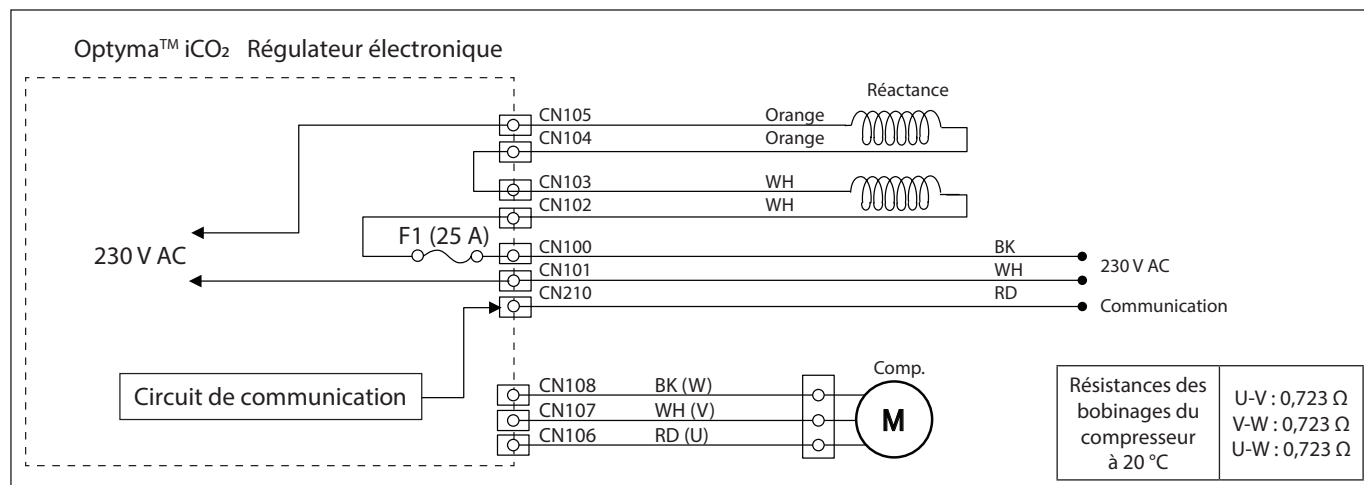 Optyma™ iCO₂ Régulateur électronique
Réactance
CN105 Orange
CN104 Orange
CN103 WH
CN102 WH
F1 (25 A)
CN100 BK
230 V AC
CN101 WH
230 V AC
CN210 RD
Communication
Circuit de communication
Comp.
CN108 BK (W)
CN107 WH (V)
CN106 RD (U)
M
Résistances des
bobinages du
compresseur
à 20 °C
U-V : 0,723 Ω
V-W : 0,723 Ω
U-W : 0,723 Ω